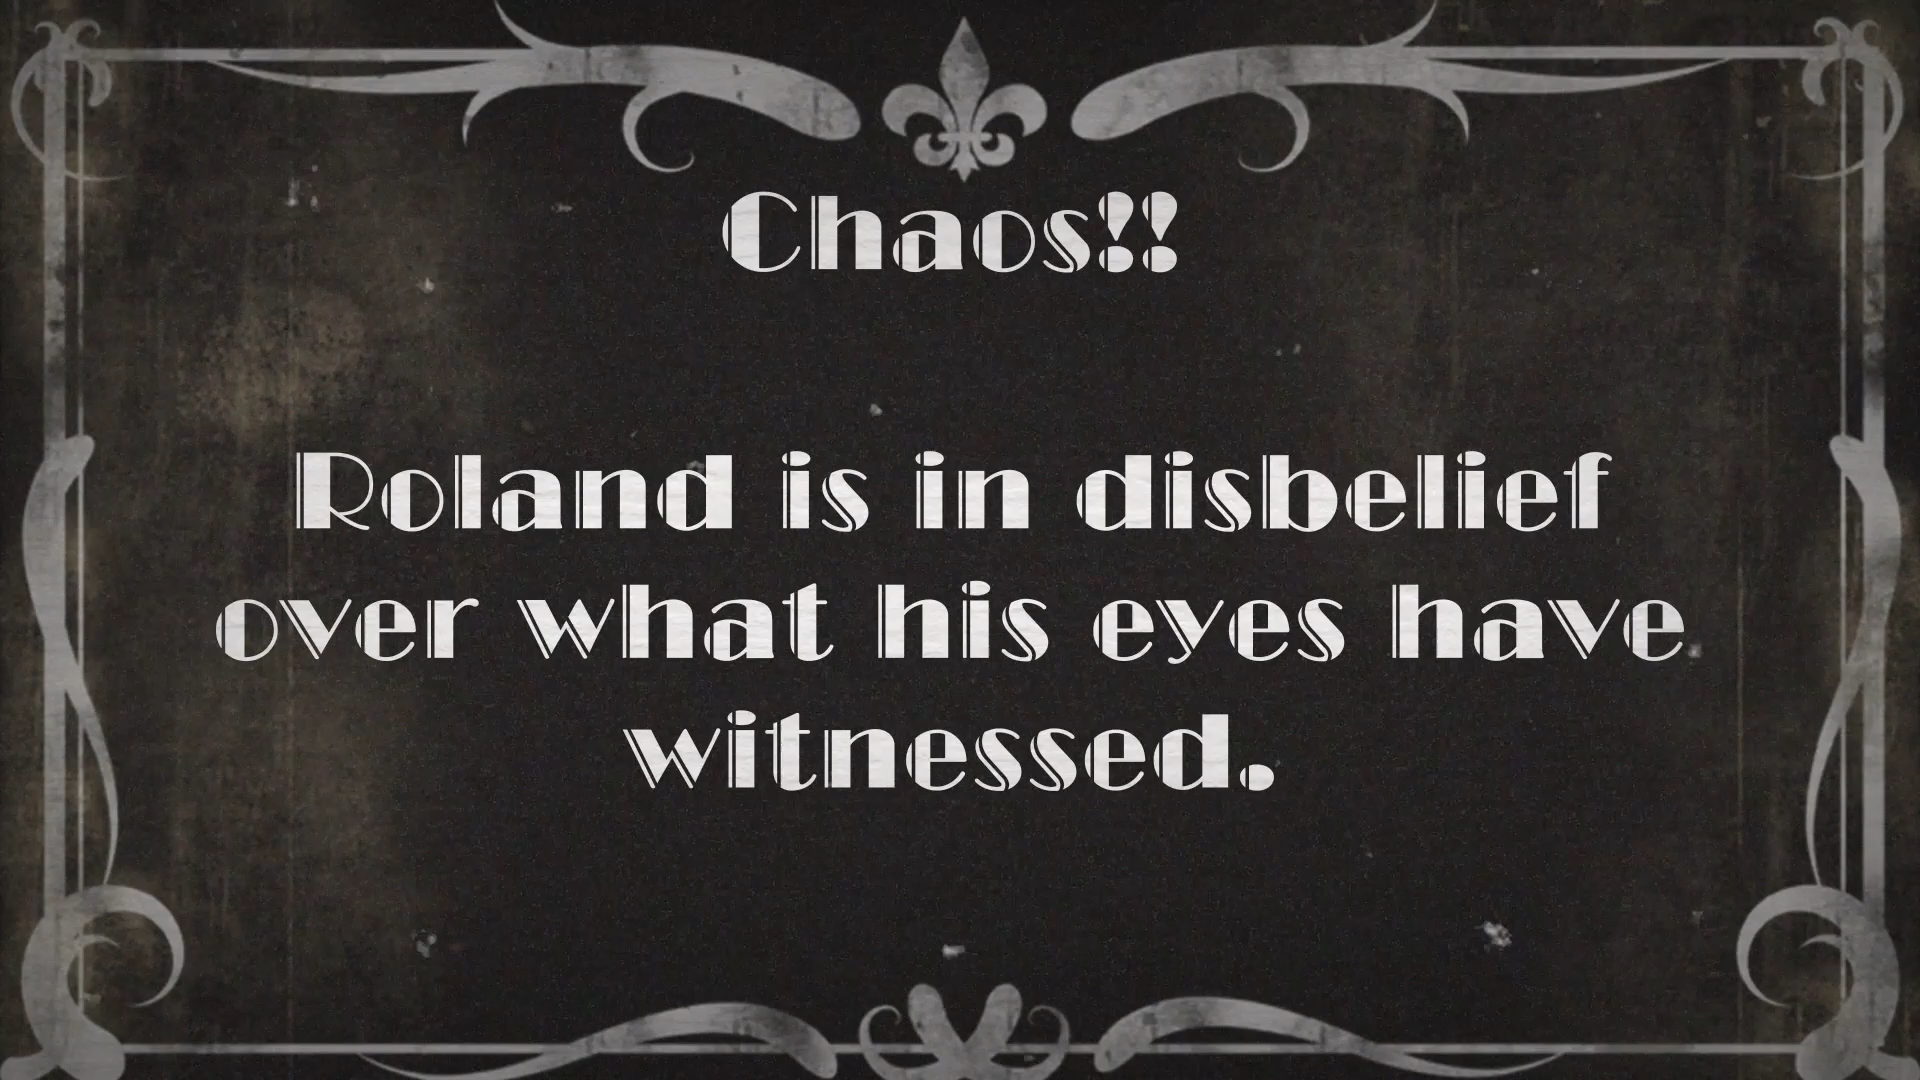 Chaos!!
Roland is in disbelief
over what his eyes have
witnessed.